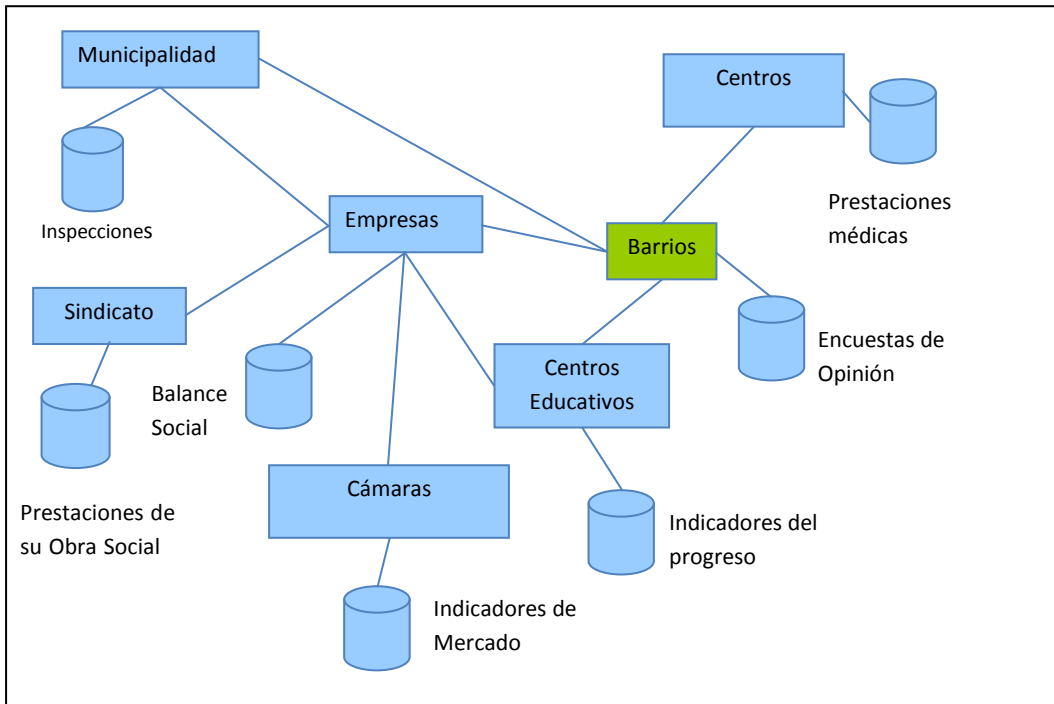 Municipalidad
Centros
Prestaciones
médicas
Inspecciones
Empresas
Barrios
Sindicato
Encuestas de
Opinión
Centros
Educativos
Balance
Social
Cámaras
Prestaciones de
su Obra Social
Indicadores del
progreso
Indicadores de
Mercado